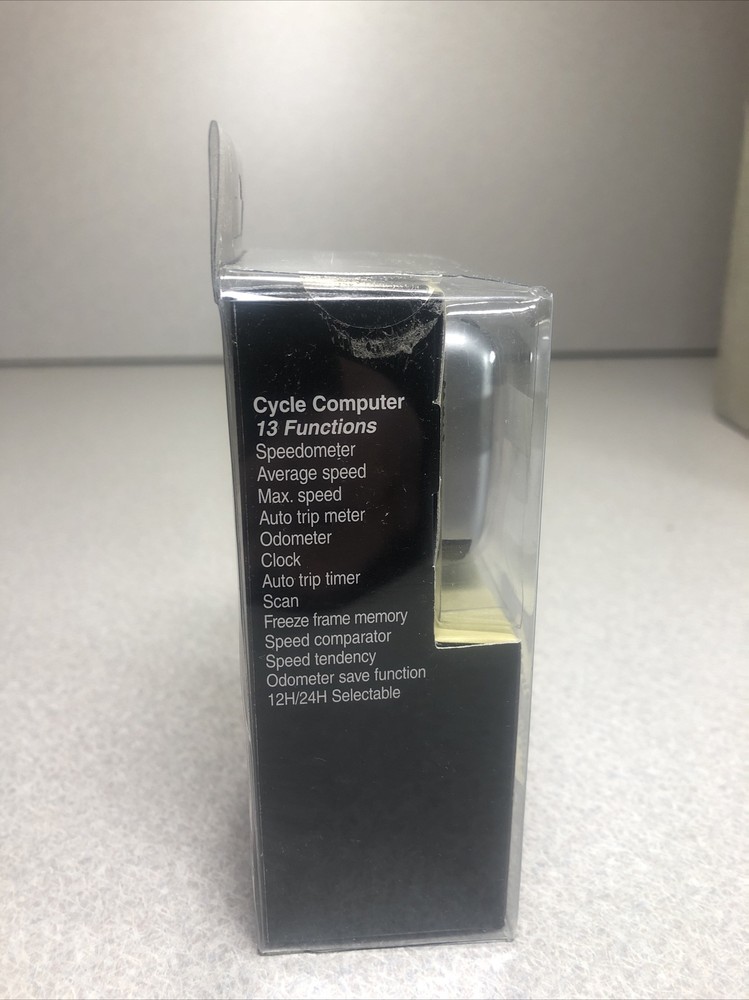 Cycle Computer
13 Functions
Speedometer
Average speed
Max. speed
Auto trip meter
Odometer
Clock
Auto trip timer
Scan
Freeze frame memory
Speed comparator
Speed tendency
Odometer save function
12H/24H Selectable